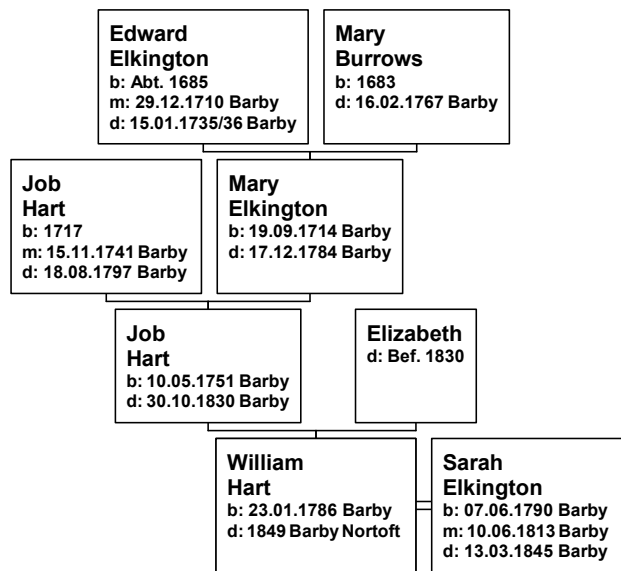 Edward
Elkington
b: Abt. 1685
m: 29.12.1710 Barby
d: 15.01.1735/36 Barby
Mary
Burrows
b: 1683
d: 16.02.1767 Barby
Job
Hart
b: 1717
m: 15.11.1741 Barby
d: 18.08.1797 Barby
Mary
Elkington
b: 19.09.1714 Barby
d: 17.12.1784 Barby
Job
Hart
b: 10.05.1751 Barby
d: 30.10.1830 Barby
Elizabeth
d: Bef. 1830
William
Hart
b: 23.01.1786 Barby
d: 1849 Barby Nortoft
Sarah
Elkington
b: 07.06.1790 Barby
m: 10.06.1813 Barby
d: 13.03.1845 Barby